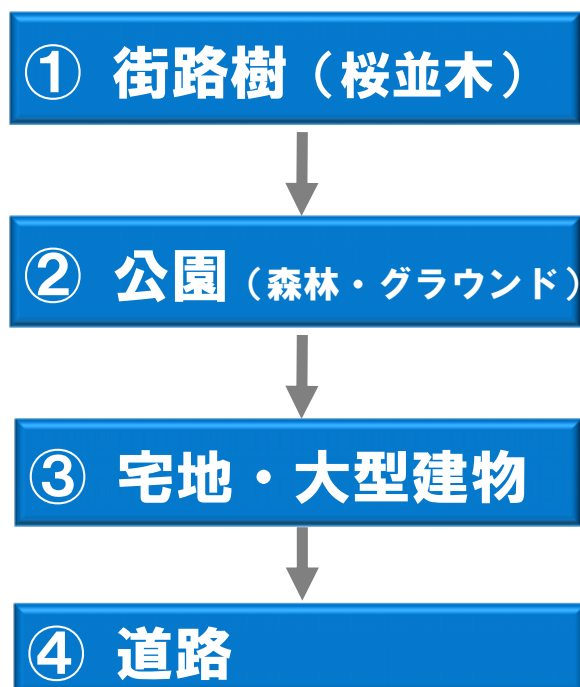 ① 街路樹（桜並木）
② 公園（森林・グラウンド）
③ 宅地・大型建物
④ 道路